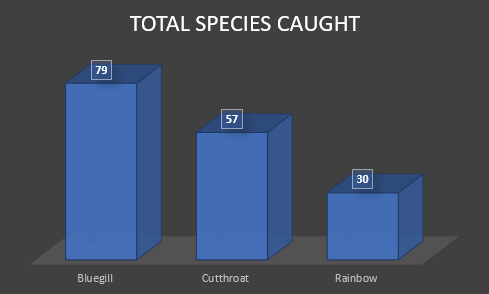 TOTAL SPECIES CAUGHT
79
57
30
Bluegill
Cutthroat
Rainbow